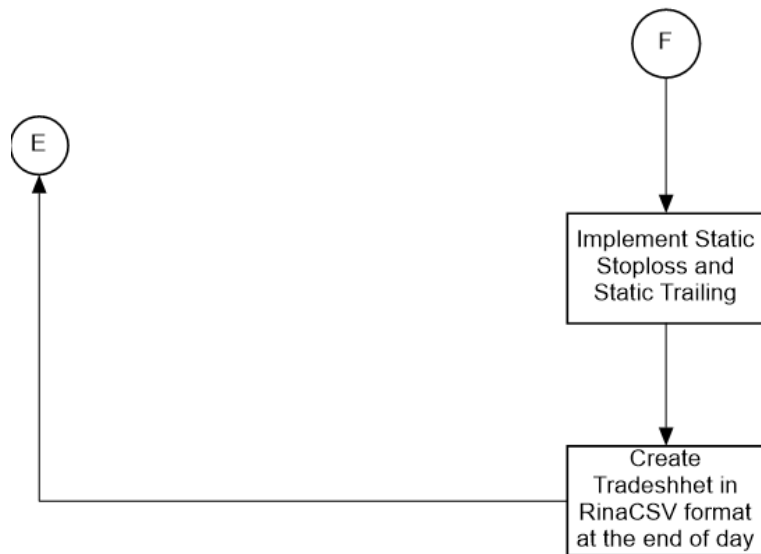 F
E
Implement Static
Stoploss and
Static Trailing
Create
Tradeshhet in
RinaCSV format
at the end of day